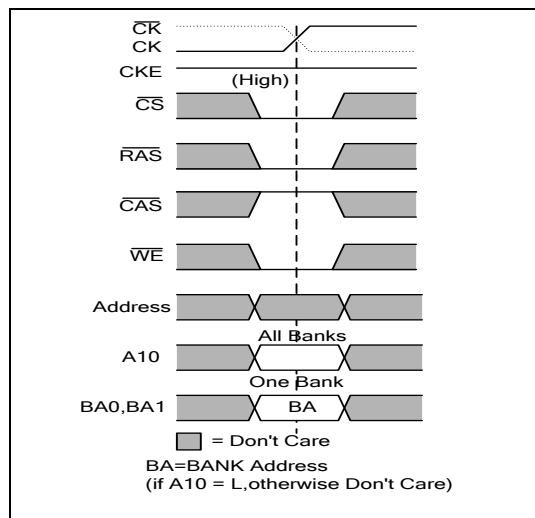 CK
CK
CKE
(High)
CS
RAS
CAS
WE
Address
All Banks
A10
One Bank
BA0,BA1
BA
= Don't Care
BA=BANK Address
(if A10 = L,otherwise Don't Care)